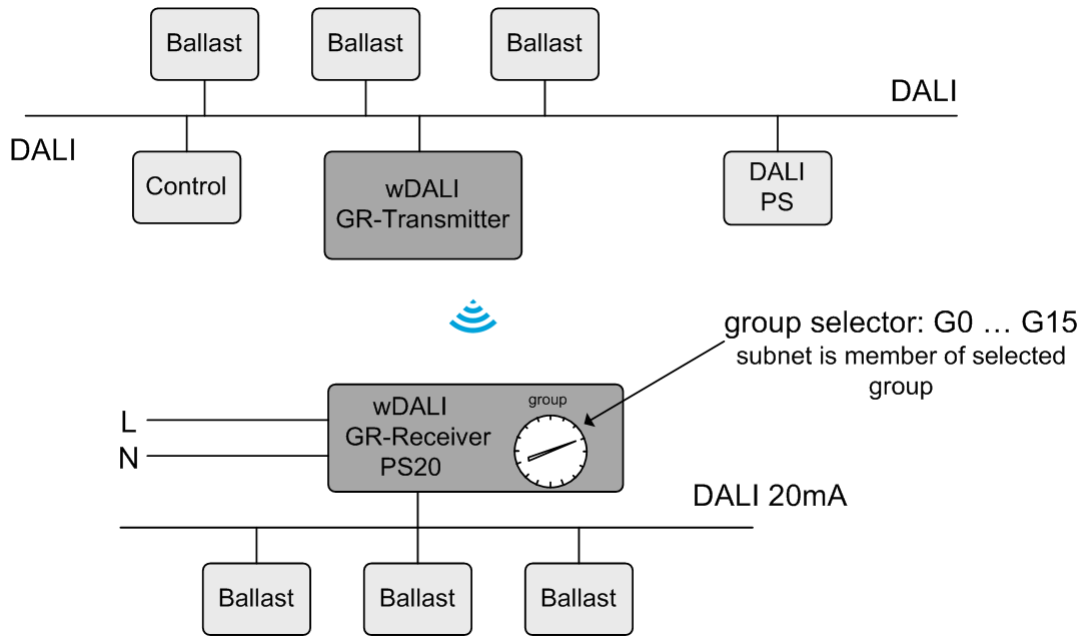 Ballast
Ballast
Ballast
DALI
DALI
Control
wDALI
GR-Transmitter
DALI
PS
group selector: G0 … G15
subnet is member of selected
group
L
N
wDALI
GR-Receiver
PS20
group
DALI 20mA
Ballast
Ballast
Ballast